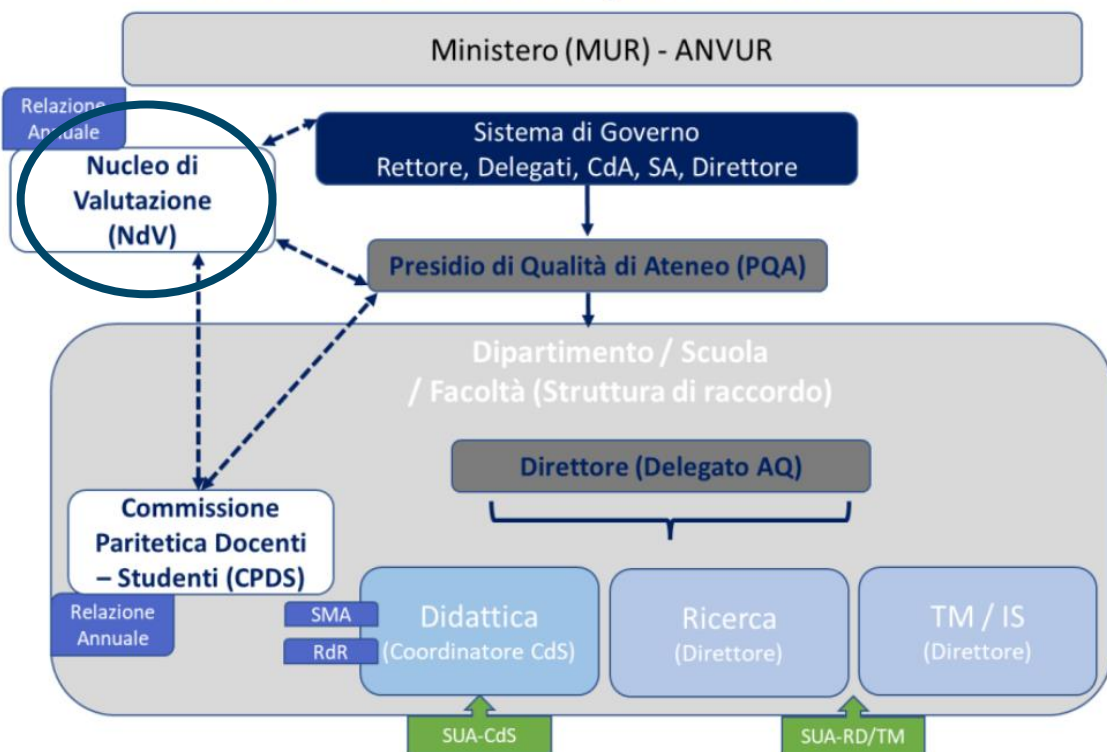 Ministero (MUR) - ANVUR
Relazione
Annuale
Nucleo di
Valutazione
(NdV)
Sistema di Governo
Rettore, Delegati, CdA, SA, Direttore
Presidio di Qualità di Ateneo (PQA)
Dipartimento / Scuola
/ Facoltà (Struttura di raccordo)
Direttore (Delegato AQ)
Commissione
Paritetica Docenti
– Studenti (CPDS)
Relazione
Annuale
SMA
RdR
Didattica
(Coordinatore CdS)
Ricerca
(Direttore)
TM / IS
(Direttore)
SUA-CdS
SUA-RD/TM